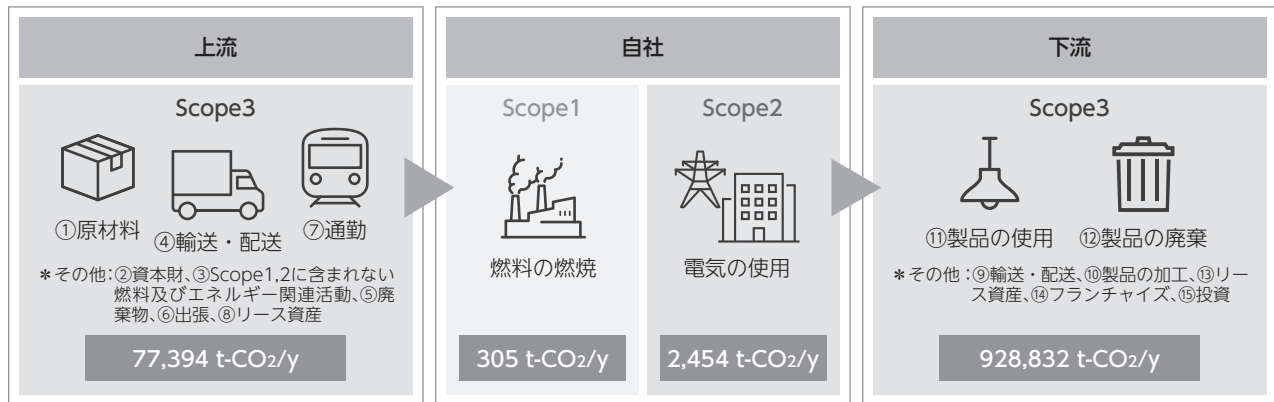 上流
Scope3
①原材料
④輸送・配送
⑦通勤
＊その他：②資本財、③Scope1,2に含まれない
燃料及びエネルギー関連活動、⑤廃
棄物、⑥出張、⑧リース資産
77,394 t-CO2/y
自社
Scope1
燃料の燃焼
305 t-CO2/y
Scope2
電気の使用
2,454 t-CO2/y
下流
Scope3
⑪製品の使用
⑫製品の廃棄
＊その他：⑨輸送・配送、⑩製品の加工、⑬リー
ス資産、⑭フランチャイズ、⑮投資
928,832 t-CO2/y